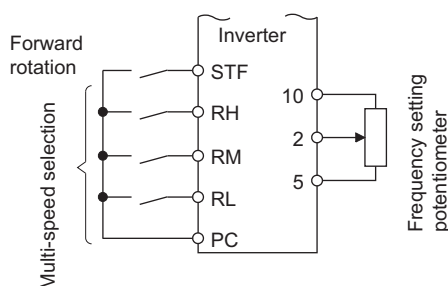 Inverter
Forward
rotation
STF
RH
RM
RL
PC
Multi-speed selection
10
2
5
Frequency setting
potentiometer